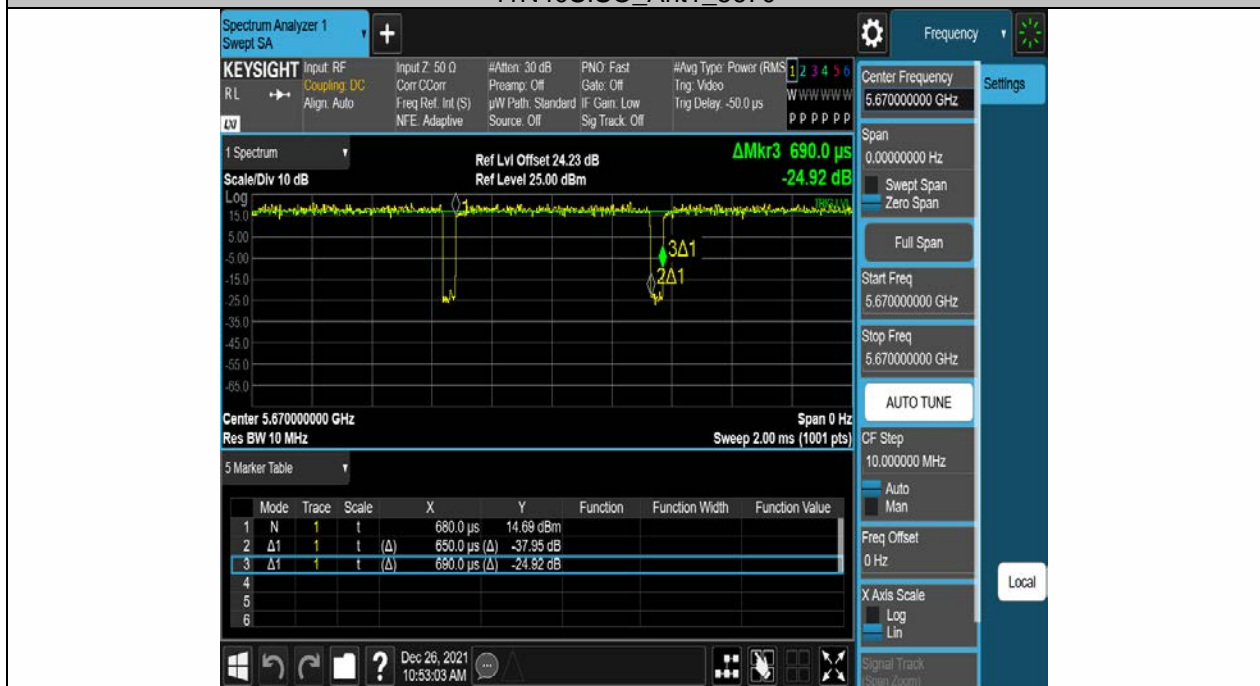 Spectrum Analyzer 1
Swept SA
+
Frequency
KEYSIGHT
RL
LXI
Input: RF
Coupling: DC
Align: Auto
Input Z: 50 Ω
Corr CCorr
Freq Ref: Int (S)
NFE: Adaptive
#Atten: 30 dB
Preamp: Off
µW Path: Standard
Source: Off
PNO: Fast
Gate: Off
IF Gain: Low
Sig Track: Off
#Avg Type: Power (RMS
Trig: Video
Trig Delay: -50.0 µs
1 2 3 4 5 6
W W W W W W
P P P P P P
Center Frequency
5.670000000 GHz
Settings
Span
0.00000000 Hz
Swept Span
Zero Span
Full Span
Start Freq
5.670000000 GHz
Stop Freq
5.670000000 GHz
AUTO TUNE
CF Step
10.000000 MHz
Auto
Man
Freq Offset
0 Hz
X Axis Scale
Log
Lin
Signal Track
(Span Zoom)
Local
1 Spectrum
Ref Lvl Offset 24.23 dB
ΔMkr3 690.0 µs
Scale/Div 10 dB
Ref Level 25.00 dBm
-24.92 dB
Log
15.0
5.00
-5.00
-15.0
-25.0
-35.0
-45.0
-55.0
-65.0
TRIG LVL
1
3Δ1
2Δ1
Center 5.670000000 GHz
Span 0 Hz
Res BW 10 MHz
Sweep 2.00 ms (1001 pts)
5 Marker Table
Mode Trace Scale X Y Function Function Width Function Value
1 N 1 t 680.0 µs 14.69 dBm
2 Δ1 1 t (Δ) 650.0 µs (Δ) -37.95 dB
3 Δ1 1 t (Δ) 690.0 µs (Δ) -24.92 dB
4
5
6
?
Dec 26, 2021
10:53:03 AM